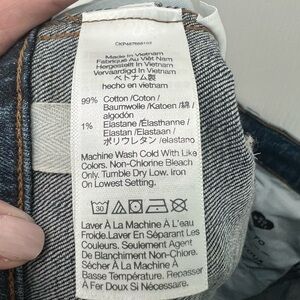 Made In Vietnam
Fabriqué Au Viêt Nam
Hergestellt In Vietnam
Vervaardigd In Vietnam
ベトナム製
Hecho en Vietnam
99% Cotton /Coton /
Baumwolle /Katoen /綿 /
algodón
1% Elastane /Élasthanne /
Elastan /Elastaan /
ポリウレタン /elastano
Machine Wash Cold With Like
Colors. Non-Chlorine Bleach
Only. Tumble Dry Low. Iron
On Lowest Setting.
30
Laver À La Machine À L'eau
Froide.Laver En Séparant Les
Couleurs. Seulement Agent
De Blanchiment Non-Chloré.
Sécher À La Machine À
Basse Température. Repasser
À Fer Doux Si Nécessaire.